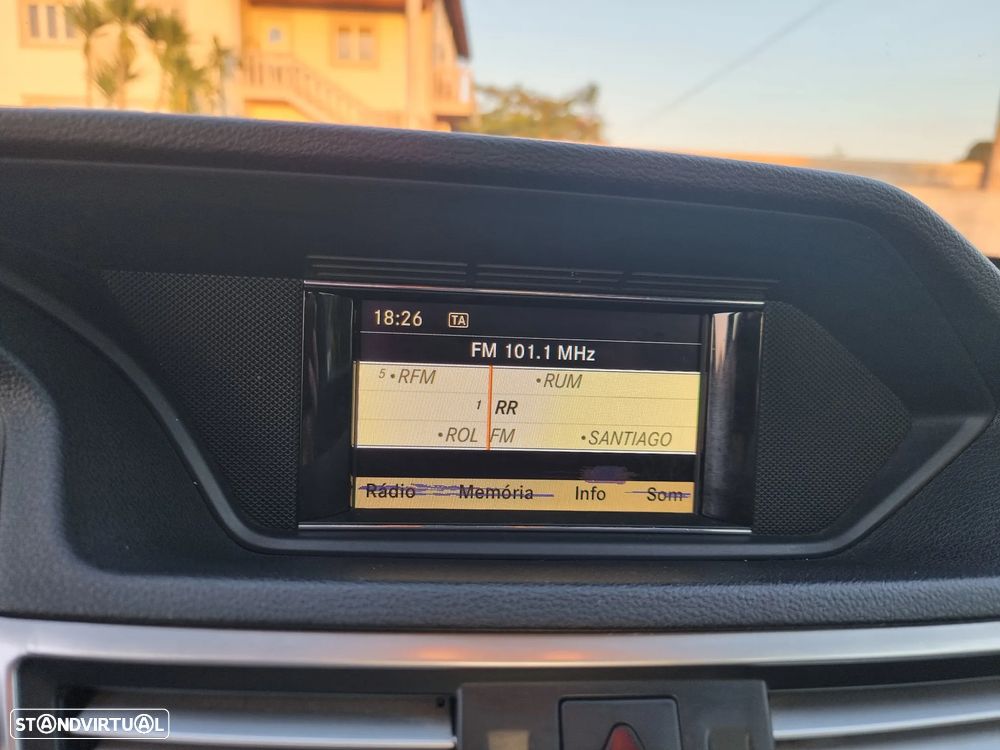 18:26 TA
FM 101.1 MHz
5 •RFM •RUM
1 RR
•ROL FM •SANTIAGO
Rádio Memória Info Som
STANDVIRTUAL